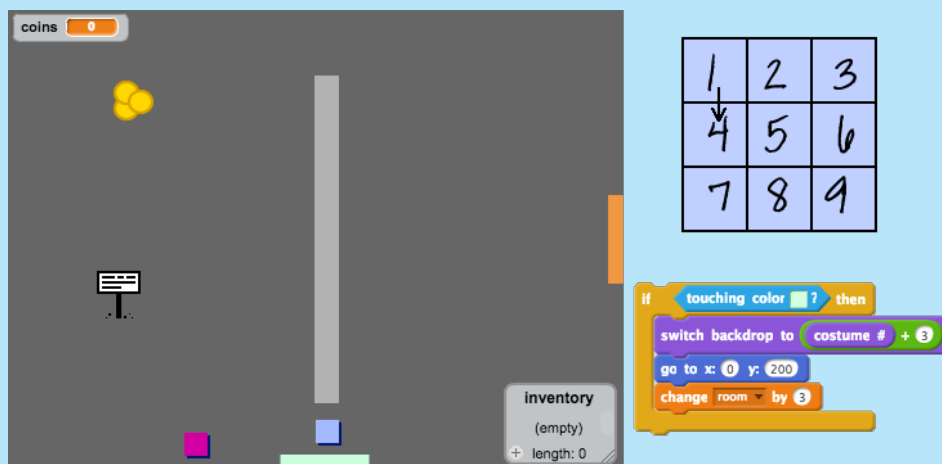 coins 0
1 2 3
4 5 6
7 8 9
inventory
(empty)
+ length: 0
if touching color ? then
switch backdrop to costume # + 3
go to x: 0 y: 200
change room by 3